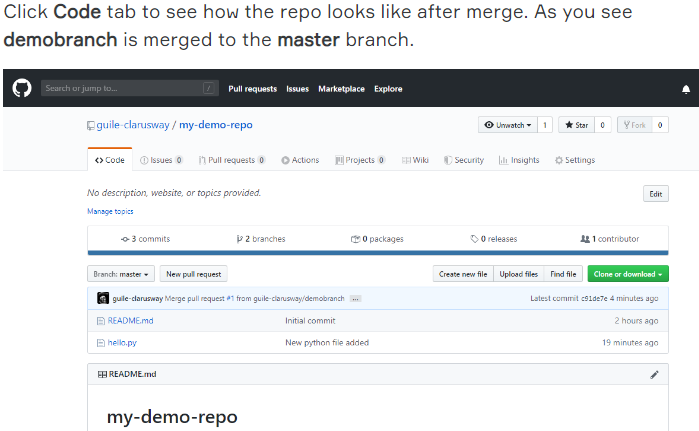 Click Code tab to see how the repo looks like after merge. As you see
demobranch is merged to the master branch.
Search or jump to... / Pull requests Issues Marketplace Explore
guile-clarusway / my-demo-repo Unwatch 1 Star 0 Fork 0
<> Code Issues 0 Pull requests 0 Actions Projects 0 Wiki Security Insights Settings
No description, website, or topics provided. Edit
Manage topics
3 commits 2 branches 0 packages 0 releases 1 contributor
Branch: master New pull request Create new file Upload files Find file Clone or download
guile-clarusway Merge pull request #1 from guile-clarusway/demobranch ... Latest commit c91de7e 4 minutes ago
README.md Initial commit 2 hours ago
hello.py New python file added 19 minutes ago
README.md
my-demo-repo